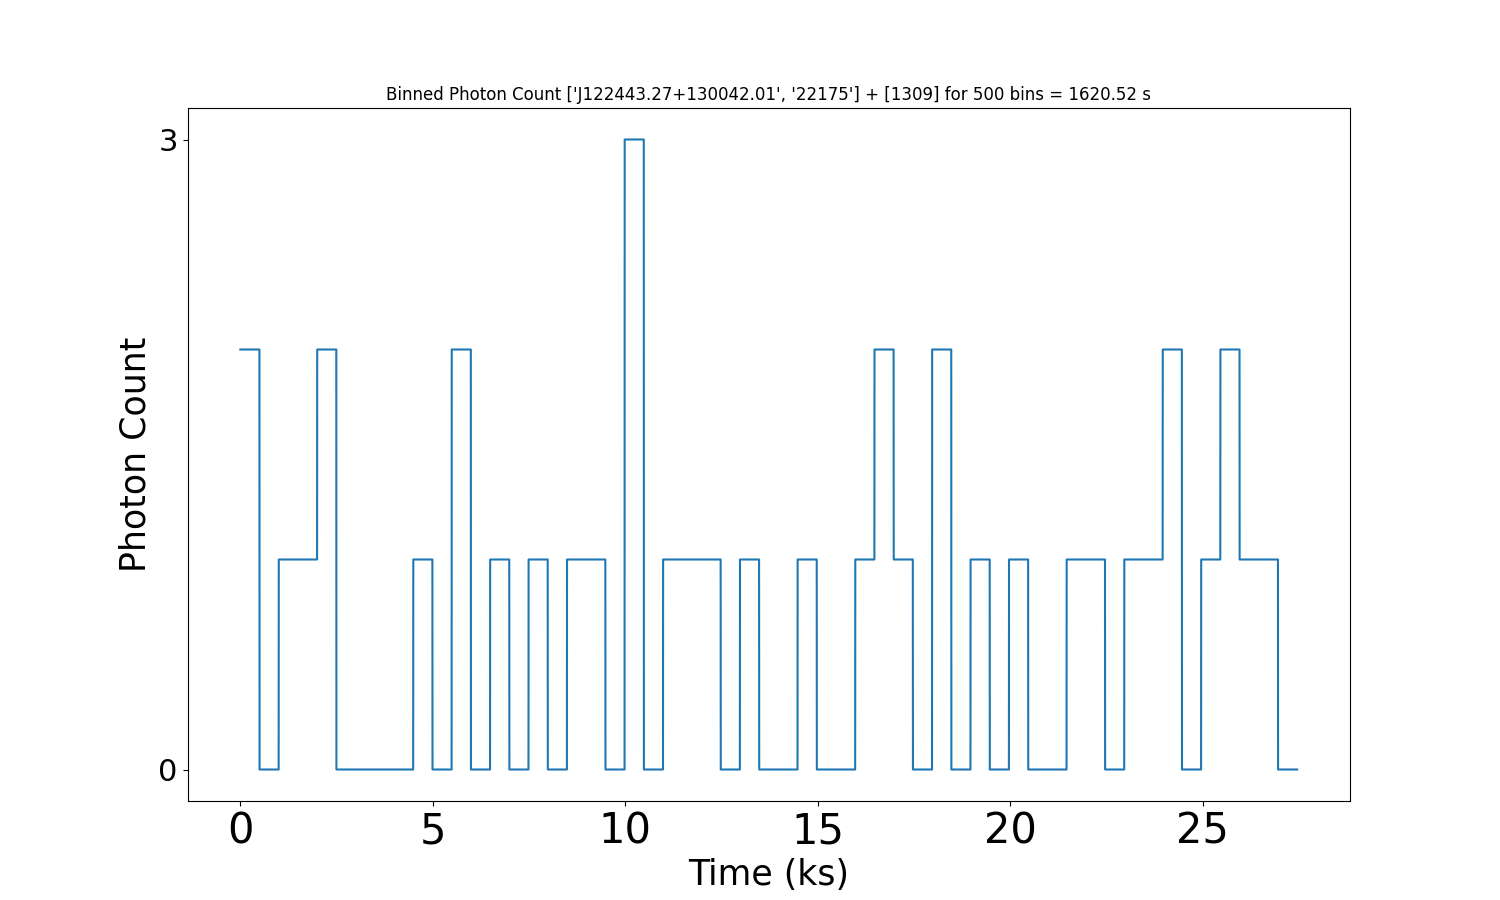 Binned Photon Count ['J122443.27+130042.01', '22175'] + [1309] for 500 bins = 1620.52 s
3
Photon Count
0
0 5 10 15 20 25
Time (ks)